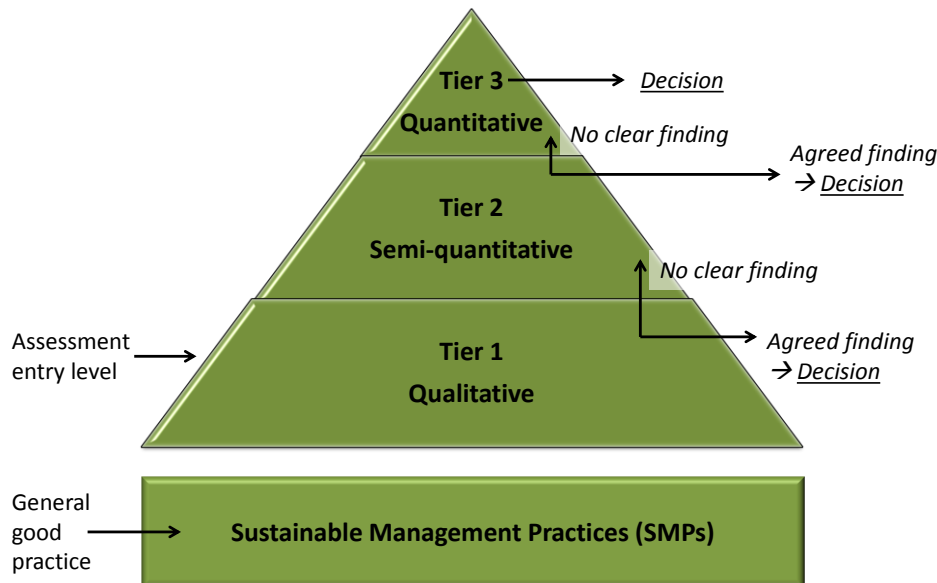 Tier 3
Quantitative
Decision
No clear finding
Agreed finding
→ Decision
Tier 2
Semi-quantitative
No clear finding
Agreed finding
→ Decision
Assessment
entry level
Tier 1
Qualitative
General
good
practice
Sustainable Management Practices (SMPs)